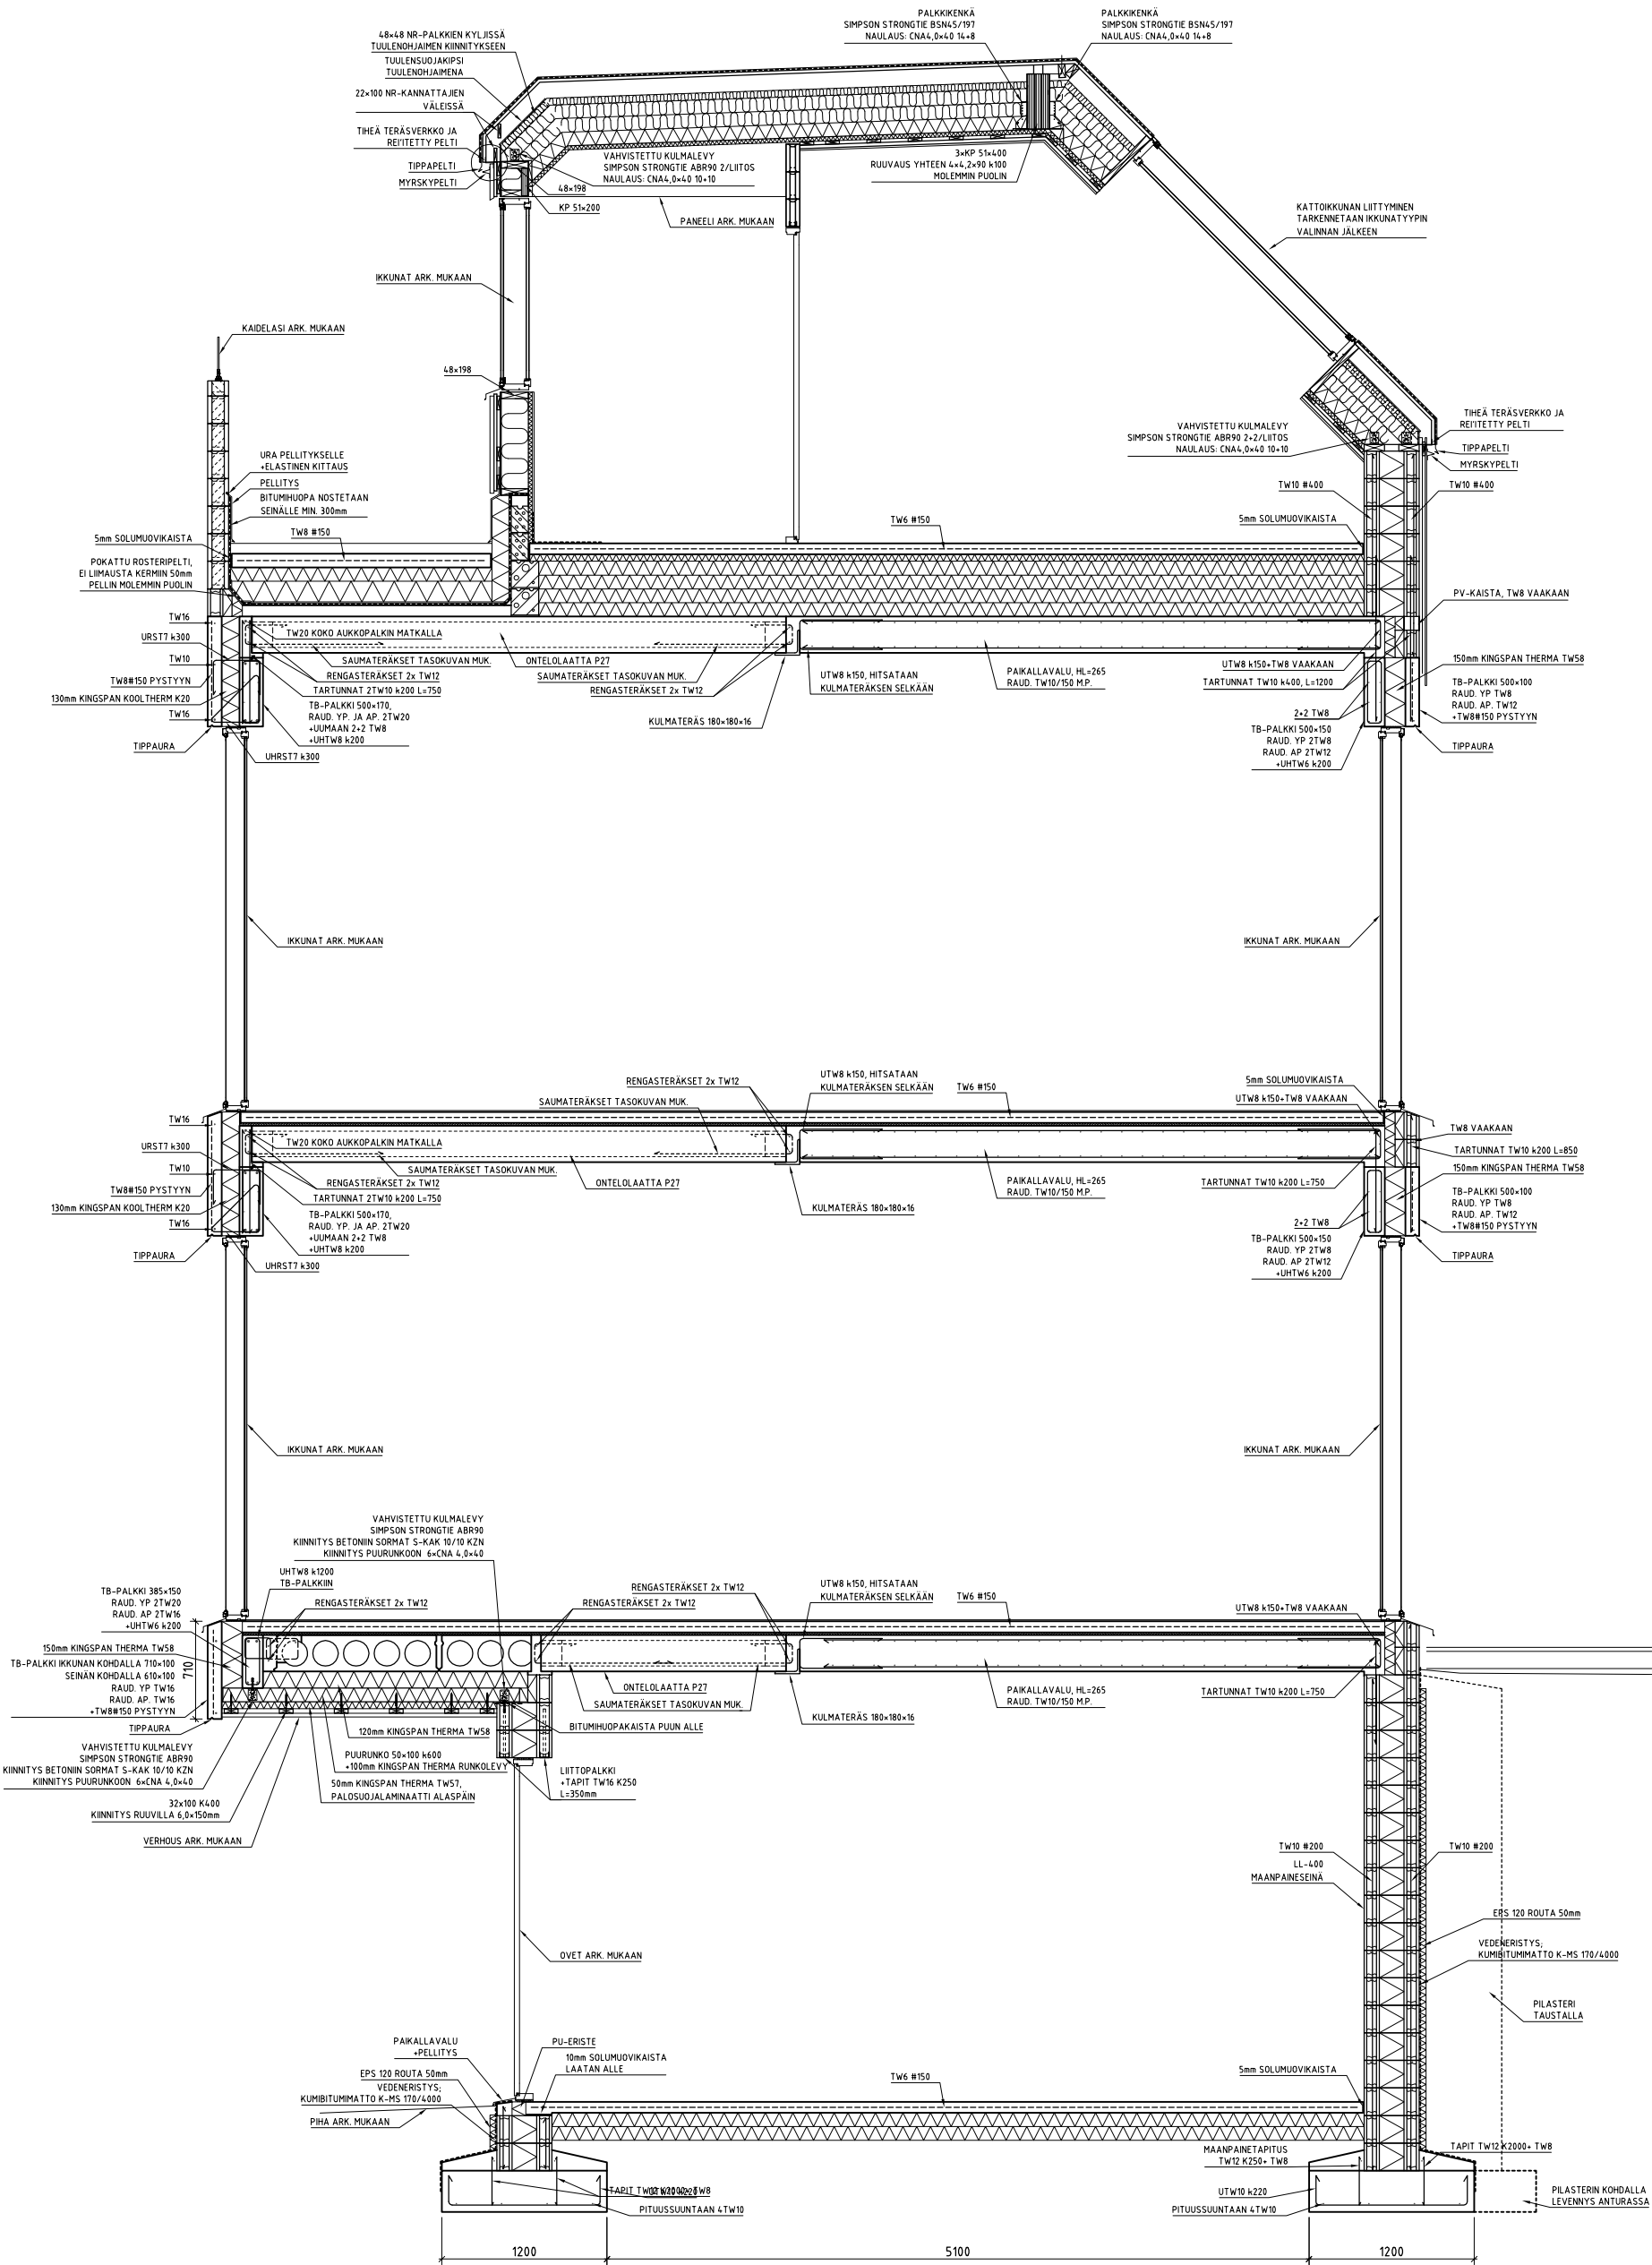 PALKKIKENKÄ
SIMPSON STRONGTIE BSN45/197
NAULAUS: CNA4,0×40 14+8
PALKKIKENKÄ
SIMPSON STRONGTIE BSN45/197
NAULAUS: CNA4,0×40 14+8
48×48 NR-PALKKIEN KYLJISSÄ
TUULENOHJAIMEN KIINNITYKSEEN
TUULENSUOJAKIPSI
TUULENOHJAIMENA
22×100 NR-KANNATTAJIEN
VÄLEISSÄ
TIHEÄ TERÄSVERKKO JA
REI'ITETTY PELTI
TIPPAPELTI
MYRSKYPELTI
VAHVISTETTU KULMALEVY
SIMPSON STRONGTIE ABR90 2/LIITOS
NAULAUS: CNA4,0×40 10+10
48×198
KP 51×200
PANEELI ARK. MUKAAN
3×KP 51×400
RUUVAUS YHTEEN 4×4,2×90 k100
MOLEMMIN PUOLIN
KATTOIKKUNAN LIITTYMINEN
TARKENNETAAN IKKUNATYYPIN
VALINNAN JÄLKEEN
IKKUNAT ARK. MUKAAN
KAIDELASI ARK. MUKAAN
48×198
URA PELLITYKSELLE
+ELASTINEN KITTAUS
PELLITYS
BITUMIHUOPA NOSTETAAN
SEINÄLLE MIN. 300mm
TW8 #150
5mm SOLUMUOVIKAISTA
POKATTU ROSTERIPELTI,
EI LIIMAUSTA KERMIIN 50mm
PELLIN MOLEMMIN PUOLIN
TW6 #150
5mm SOLUMUOVIKAISTA
VAHVISTETTU KULMALEVY
SIMPSON STRONGTIE ABR90 2+2/LIITOS
NAULAUS: CNA4,0×40 10+10
TIHEÄ TERÄSVERKKO JA
REI'ITETTY PELTI
TIPPAPELTI
MYRSKYPELTI
TW10 #400
TW10 #400
PV-KAISTA, TW8 VAAKAAN
TW16
URST7 k300
TW10
TW8#150 PYSTYYN
130mm KINGSPAN KOOLTHERM K20
TW16
TIPPAURA
UHRST7 k300
TW20 KOKO AUKKOPALKIN MATKALLA
SAUMATERÄKSET TASOKUVAN MUK.
RENGASTERÄKSET 2x TW12
TARTUNNAT 2TW10 k200 L=750
TB-PALKKI 500×170,
RAUD. YP. JA AP. 2TW20
+UUMAAN 2+2 TW8
+UHTW8 k200
ONTELOLAATTA P27
SAUMATERÄKSET TASOKUVAN MUK.
RENGASTERÄKSET 2x TW12
KULMATERÄS 180×180×16
UTW8 k150, HITSATAAN
KULMATERÄKSEN SELKÄÄN
PAIKALLAVALU, HL=265
RAUD. TW10/150 M.P.
UTW8 k150+TW8 VAAKAAN
TARTUNNAT TW10 k400, L=1200
2+2 TW8
TB-PALKKI 500×150
RAUD. YP 2TW8
RAUD. AP 2TW12
+UHTW6 k200
150mm KINGSPAN THERMA TW58
TB-PALKKI 500×100
RAUD. YP TW8
RAUD. AP. TW12
+TW8#150 PYSTYYN
TIPPAURA
IKKUNAT ARK. MUKAAN
IKKUNAT ARK. MUKAAN
RENGASTERÄKSET 2x TW12
SAUMATERÄKSET TASOKUVAN MUK.
UTW8 k150, HITSATAAN
KULMATERÄKSEN SELKÄÄN
TW6 #150
5mm SOLUMUOVIKAISTA
UTW8 k150+TW8 VAAKAAN
TW16
URST7 k300
TW10
TW8#150 PYSTYYN
130mm KINGSPAN KOOLTHERM K20
TW16
TIPPAURA
UHRST7 k300
TW20 KOKO AUKKOPALKIN MATKALLA
SAUMATERÄKSET TASOKUVAN MUK.
RENGASTERÄKSET 2x TW12
TARTUNNAT 2TW10 k200 L=750
TB-PALKKI 500×170,
RAUD. YP. JA AP. 2TW20
+UUMAAN 2+2 TW8
+UHTW8 k200
ONTELOLAATTA P27
KULMATERÄS 180×180×16
PAIKALLAVALU, HL=265
RAUD. TW10/150 M.P.
TARTUNNAT TW10 k200 L=750
2+2 TW8
TB-PALKKI 500×150
RAUD. YP 2TW8
RAUD. AP 2TW12
+UHTW6 k200
TW8 VAAKAAN
TARTUNNAT TW10 k200 L=850
150mm KINGSPAN THERMA TW58
TB-PALKKI 500×100
RAUD. YP TW8
RAUD. AP. TW12
+TW8#150 PYSTYYN
TIPPAURA
IKKUNAT ARK. MUKAAN
IKKUNAT ARK. MUKAAN
VAHVISTETTU KULMALEVY
SIMPSON STRONGTIE ABR90
KIINNITYS BETONIIN SORMAT S-KAK 10/10 KZN
KIINNITYS PUURUNKOON 6×CNA 4,0×40
UHTW8 k1200
TB-PALKKIIN
RENGASTERÄKSET 2x TW12
RENGASTERÄKSET 2x TW12
RENGASTERÄKSET 2x TW12
UTW8 k150, HITSATAAN
KULMATERÄKSEN SELKÄÄN
TW6 #150
UTW8 k150+TW8 VAAKAAN
TB-PALKKI 385×150
RAUD. YP 2TW20
RAUD. AP 2TW16
+UHTW6 k200
150mm KINGSPAN THERMA TW58
TB-PALKKI IKKUNAN KOHDALLA 710×100
SEINÄN KOHDALLA 610×100
RAUD. YP TW16
RAUD. AP. TW16
+TW8#150 PYSTYYN
TIPPAURA
710
VAHVISTETTU KULMALEVY
SIMPSON STRONGTIE ABR90
KIINNITYS BETONIIN SORMAT S-KAK 10/10 KZN
KIINNITYS PUURUNKOON 6×CNA 4,0×40
32x100 K400
KIINNITYS RUUVILLA 6,0×150mm
VERHOUS ARK. MUKAAN
ONTELOLAATTA P27
SAUMATERÄKSET TASOKUVAN MUK.
BITUMIHUOPAKAISTA PUUN ALLE
120mm KINGSPAN THERMA TW58
PUURUNKO 50×100 k600
+100mm KINGSPAN THERMA RUNKOLEVY
50mm KINGSPAN THERMA TW57,
PALOSUOJALAMINAATTI ALASPÄIN
LIITTOPALKKI
+TAPIT TW16 K250
L=350mm
KULMATERÄS 180×180×16
PAIKALLAVALU, HL=265
RAUD. TW10/150 M.P.
TARTUNNAT TW10 k200 L=750
TW10 #200
LL-400
MAANPAINESEINÄ
TW10 #200
EPS 120 ROUTA 50mm
VEDENERISTYS;
KUMIBITUMIMATTO K-MS 170/4000
PILASTERI
TAUSTALLA
OVET ARK. MUKAAN
PAIKALLAVALU
+PELLITYS
EPS 120 ROUTA 50mm
VEDENERISTYS;
KUMIBITUMIMATTO K-MS 170/4000
PIHA ARK. MUKAAN
PU-ERISTE
10mm SOLUMUOVIKAISTA
LAATAN ALLE
TW6 #150
5mm SOLUMUOVIKAISTA
MAANPAINETAPITUS
TW12 K250+ TW8
TAPIT TW12 K2000+ TW8
TAPIT TW12 K2000+ TW8
UTW10 k220
PITUUSSUUNTAAN 4TW10
UTW10 k220
PITUUSSUUNTAAN 4TW10
PILASTERIN KOHDALLA
LEVENNYS ANTURASSA
1200
5100
1200